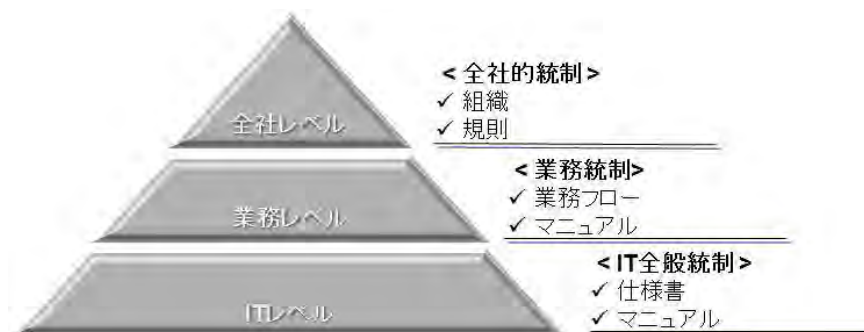 全社レベル
<全社的統制>
✓ 組織
✓ 規則
業務レベル
<業務統制>
✓ 業務フロー
✓ マニュアル
ITレベル
<IT全般統制>
✓ 仕様書
✓ マニュアル